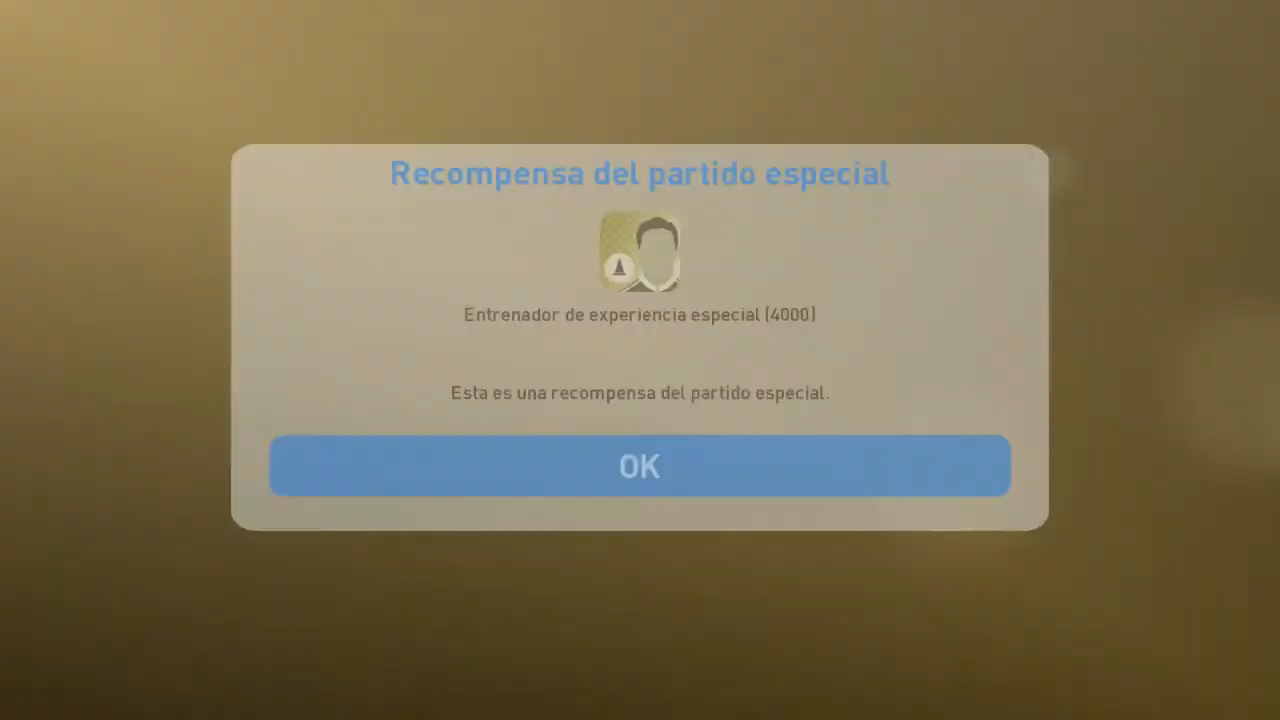 Recompensa del partido especial
Entrenador de experiencia especial (4000)
Esta es una recompensa del partido especial.
OK